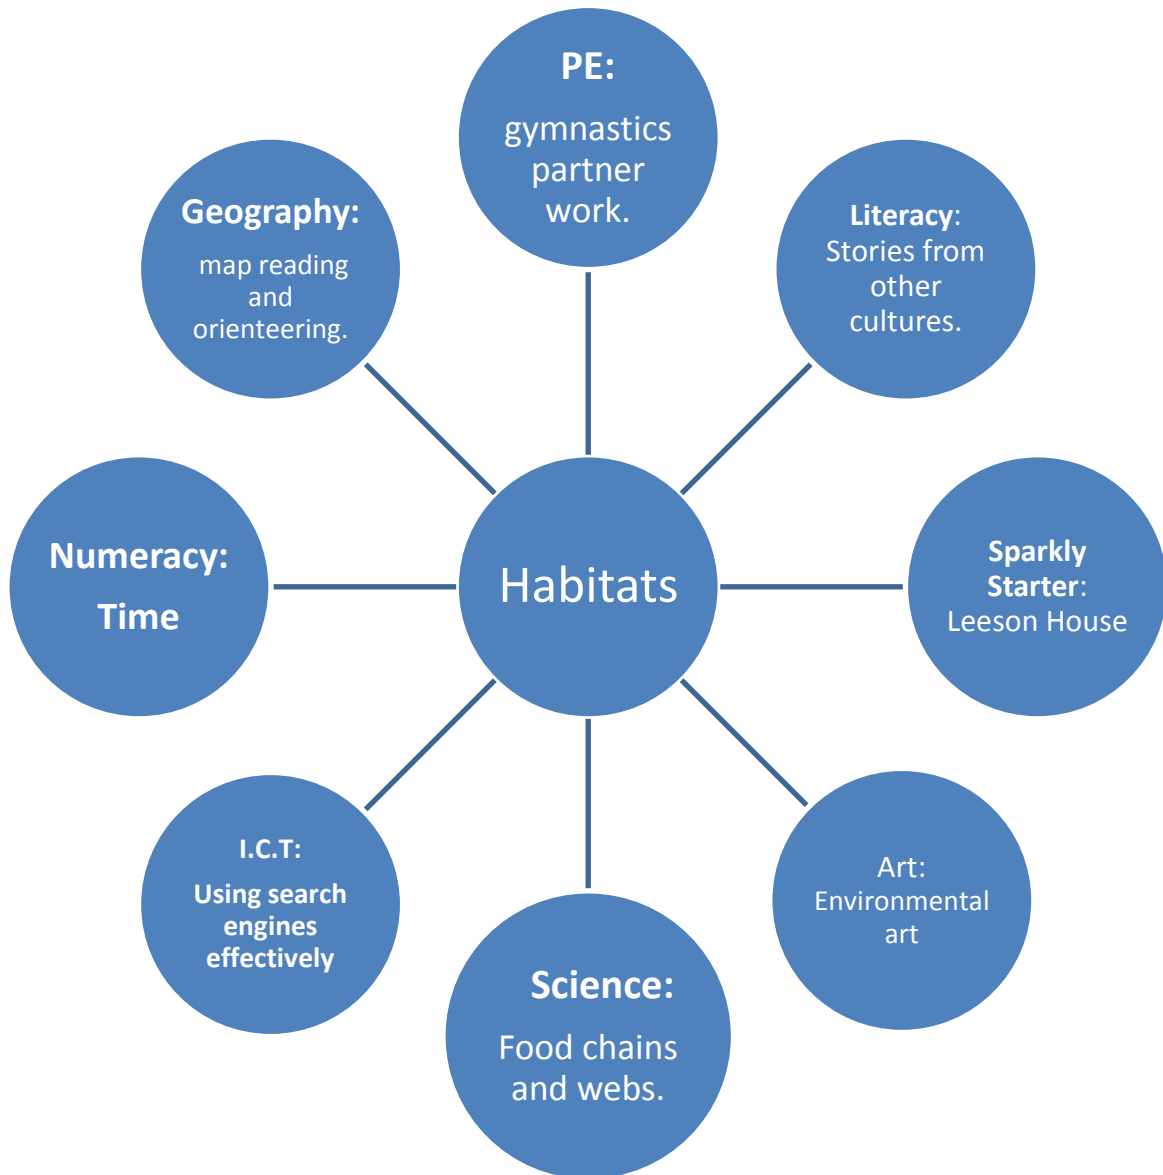 PE:
gymnastics
partner
work.
Literacy:
Stories from
other
cultures.
Sparkly
Starter:
Leeson House
Art:
Environmental
art
Science:
Food chains
and webs.
I.C.T:
Using search
engines
effectively
Numeracy:
Time
Geography:
map reading
and
orienteering.
Habitats